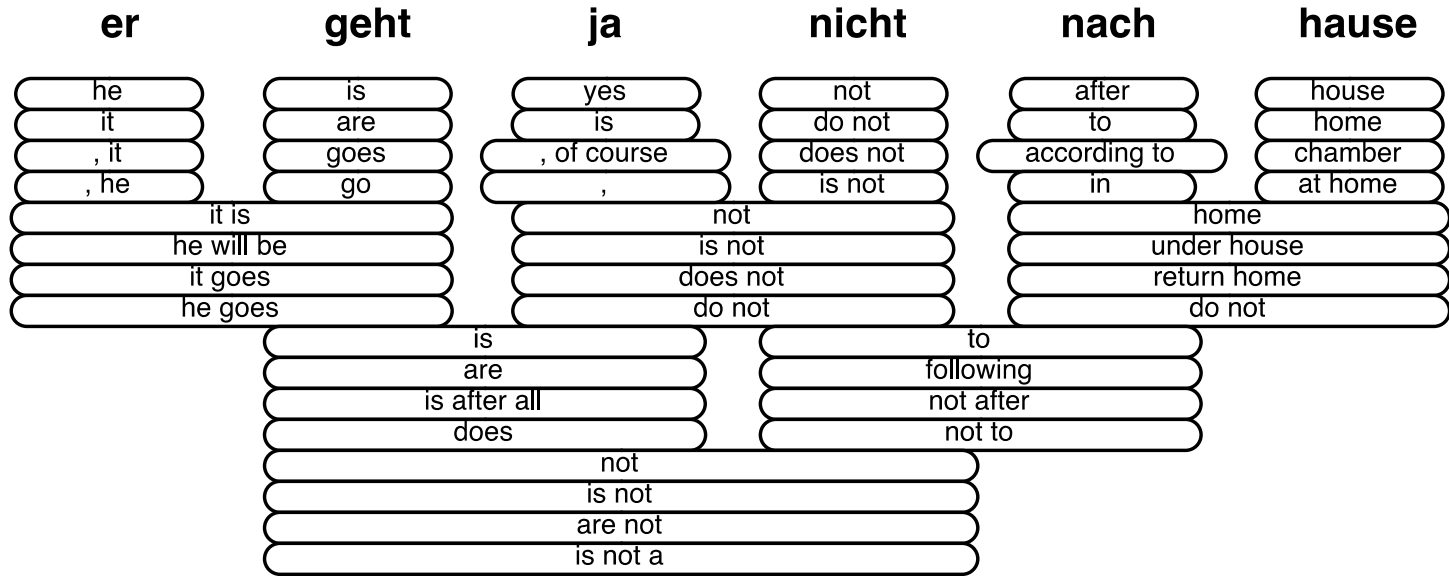 er geht ja nicht nach hause
he is yes not after house
it are is do not to home
, it goes , of course does not according to chamber
, he go , is not in at home
it is not home
he will be is not under house
it goes does not return home
he goes do not do not
is to
are following
is after all not after
does not to
not
is not
are not
is not a